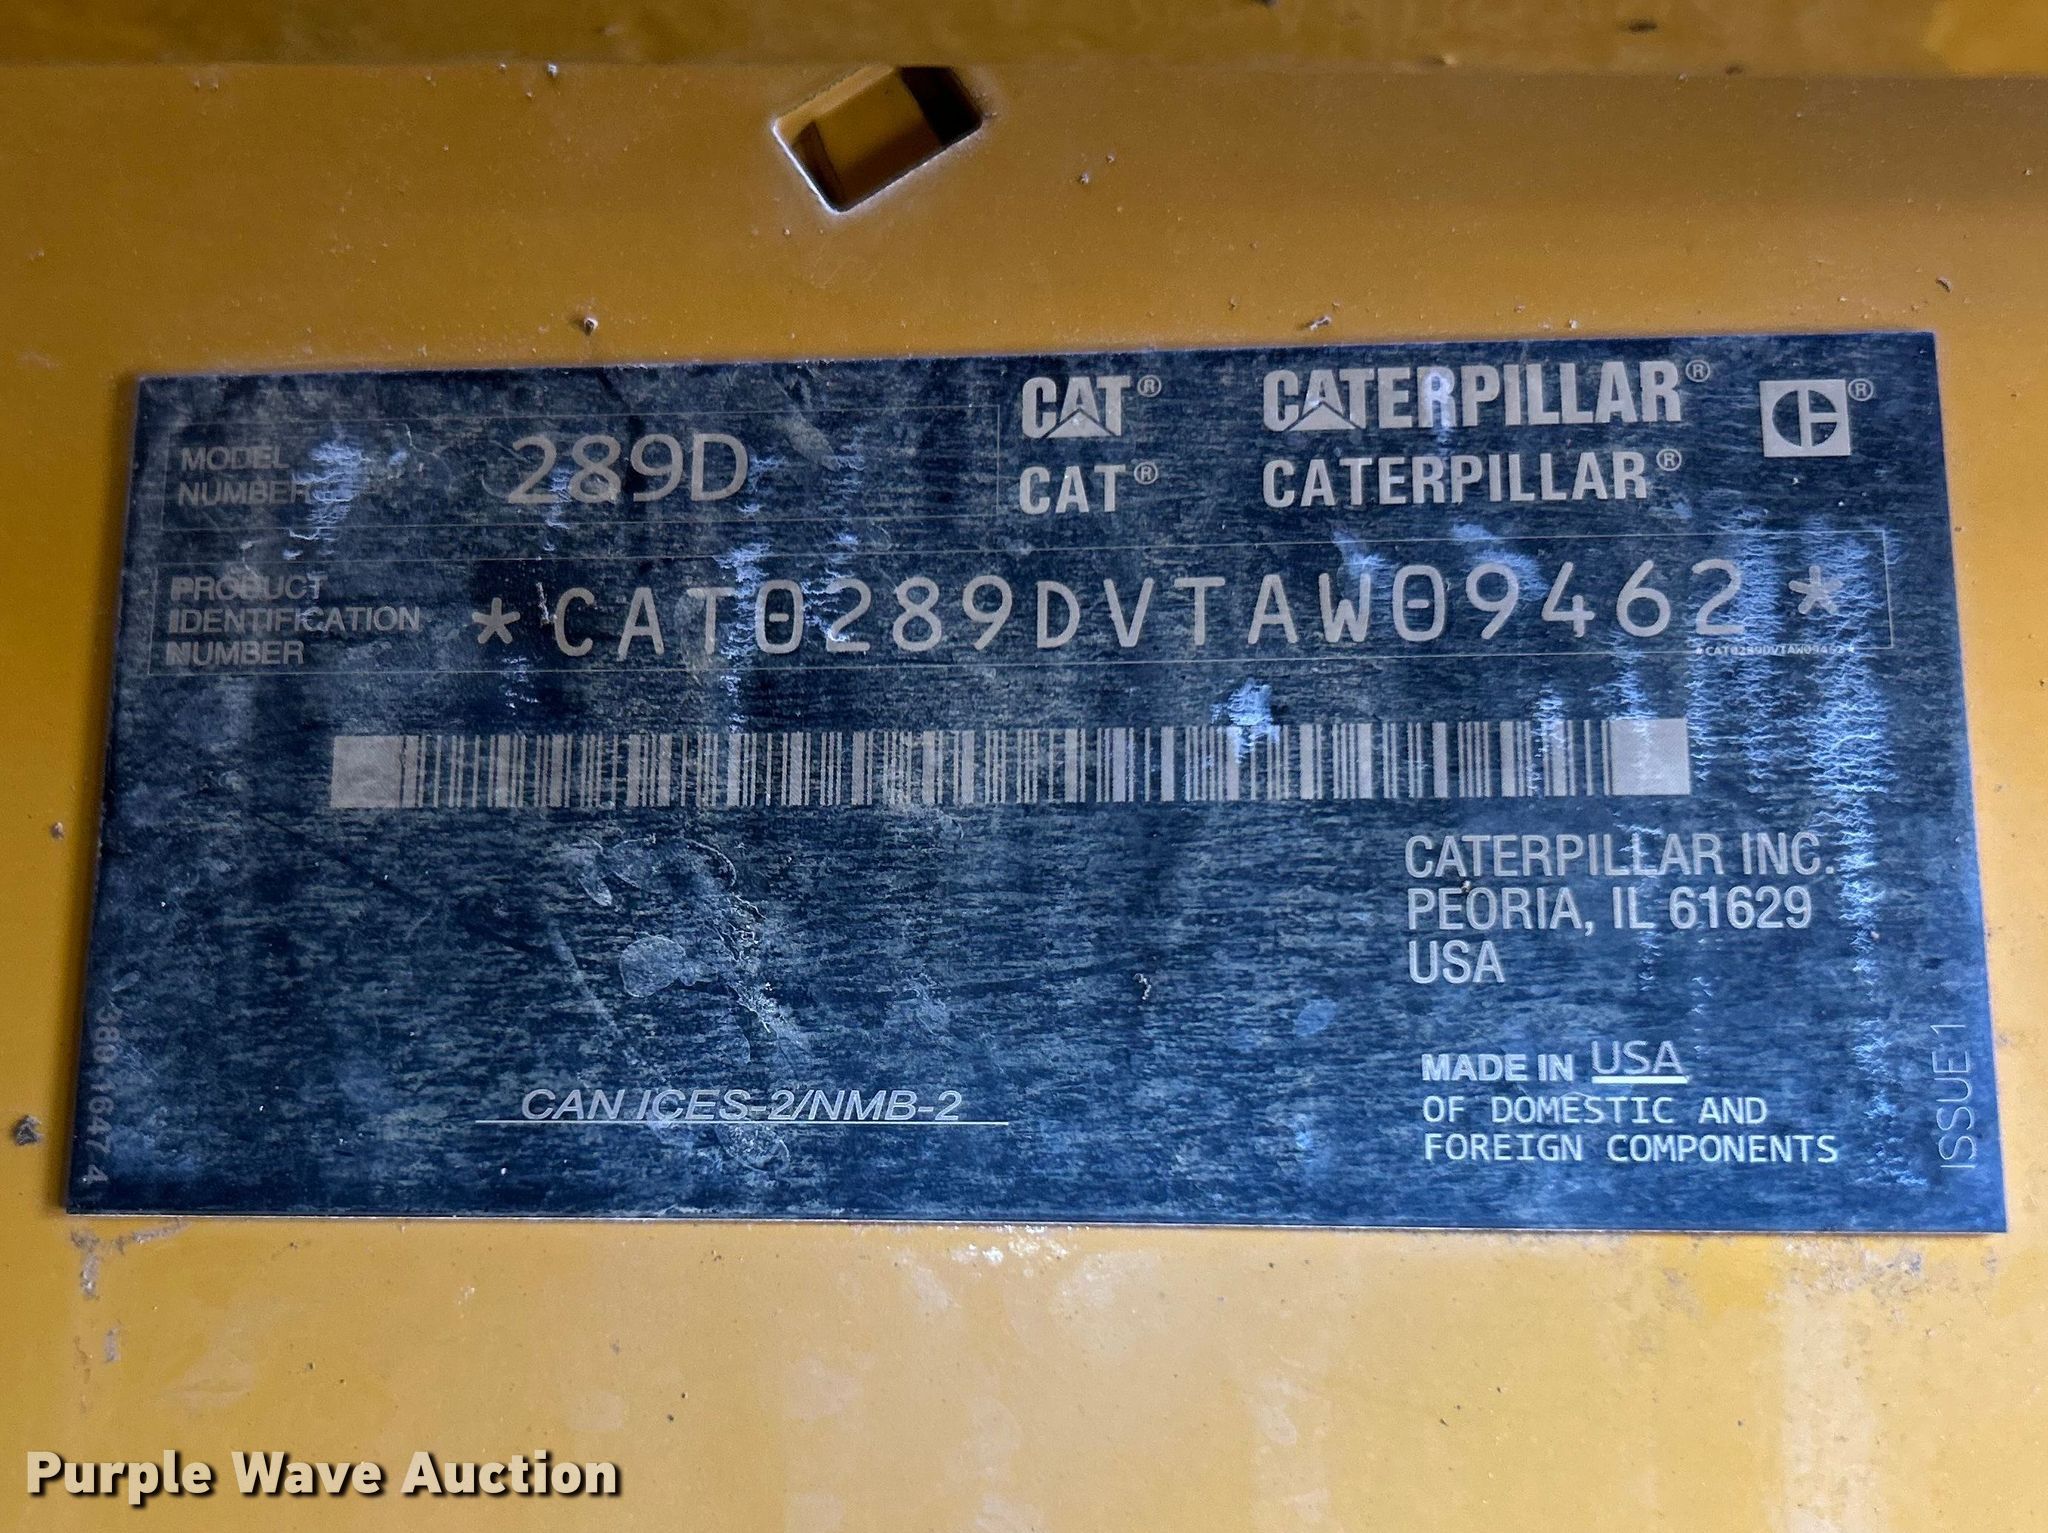 CAT® CATERPILLAR® ®
MODEL NUMBER 289D
CAT® CATERPILLAR®
PRODUCT
IDENTIFICATION
NUMBER
*CAT0289DVTAW09462*
*CAT0289DVTAW09462*
CATERPILLAR INC.
PEORIA, IL 61629
USA
MADE IN USA
OF DOMESTIC AND
FOREIGN COMPONENTS
CAN ICES-2/NMB-2
389-1647 4
ISSUE 1
Purple Wave Auction